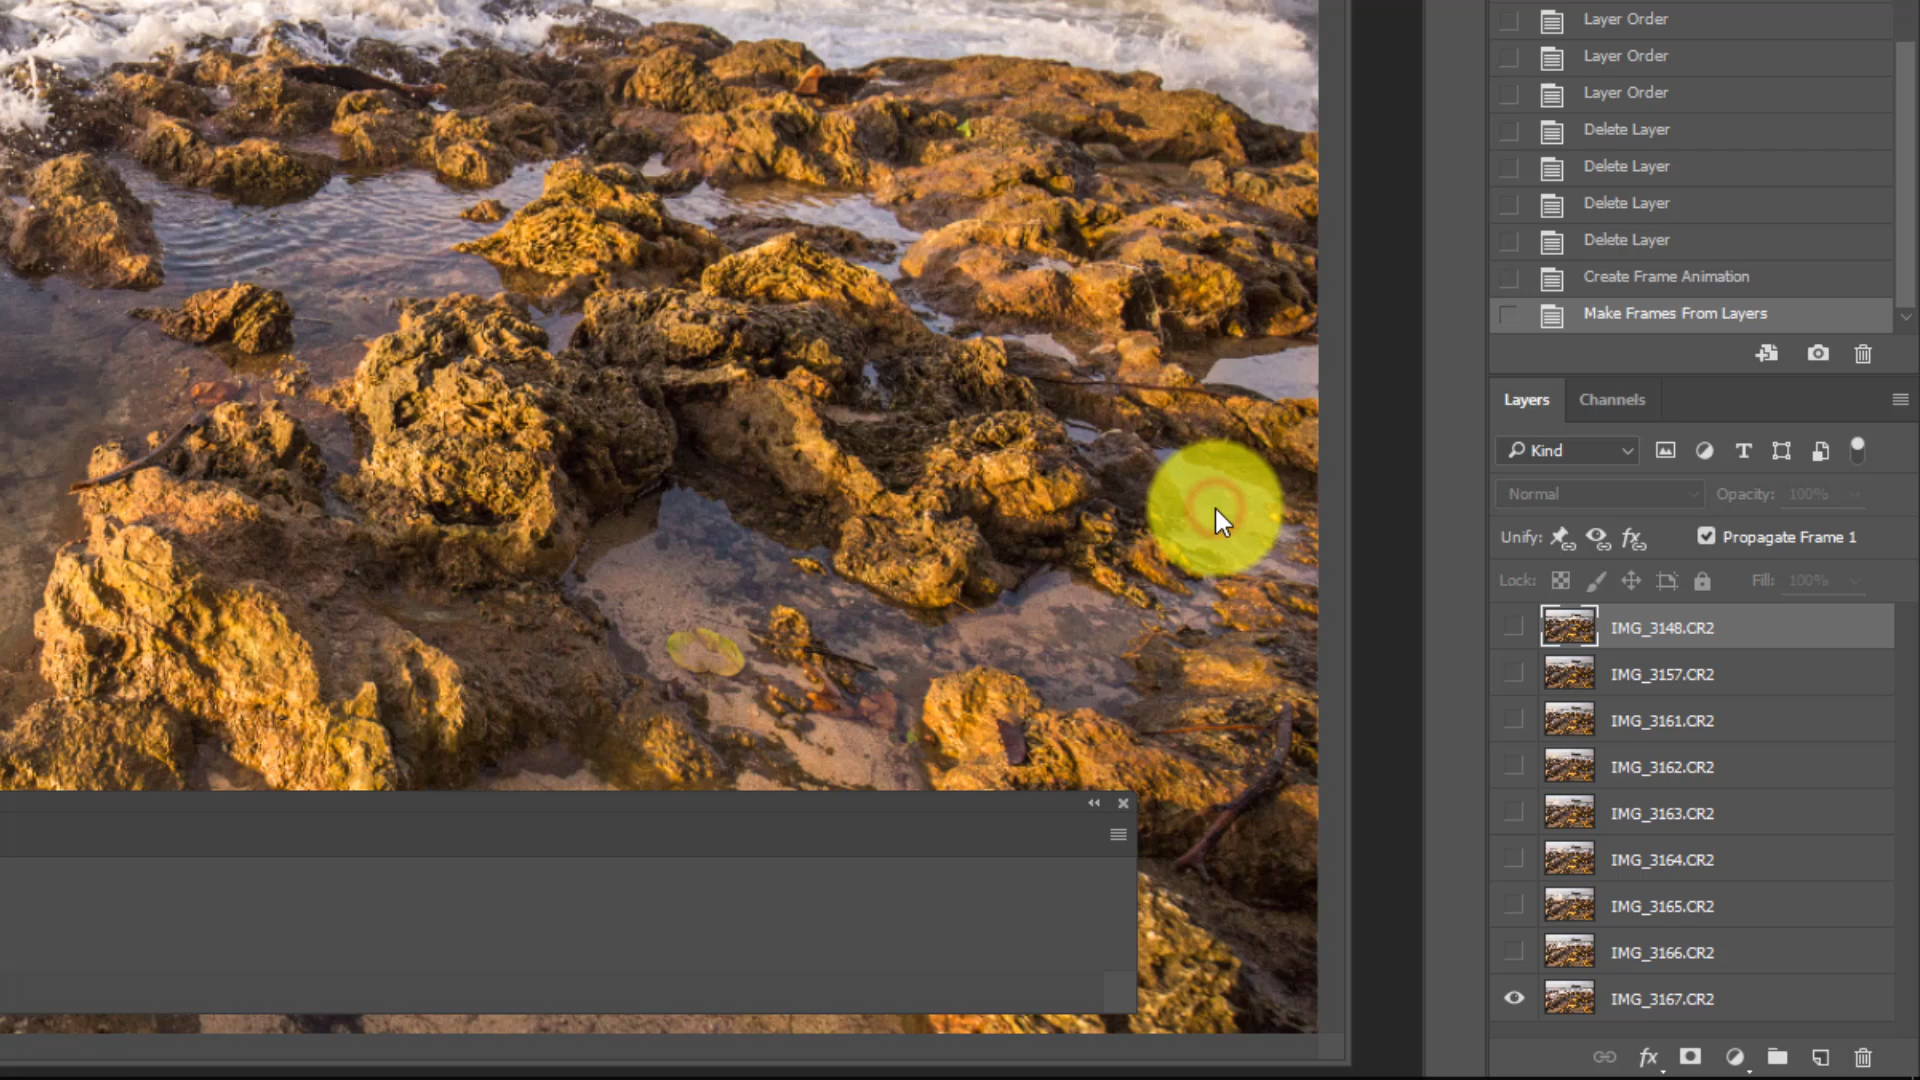 Layer Order
Layer Order
Layer Order
Delete Layer
Delete Layer
Delete Layer
Delete Layer
Create Frame Animation
Make Frames From Layers
Layers
Channels
Kind
Normal
Opacity: 100%
Unify:
Propagate Frame 1
Lock:
Fill: 100%
IMG_3148.CR2
IMG_3157.CR2
IMG_3161.CR2
IMG_3162.CR2
IMG_3163.CR2
IMG_3164.CR2
IMG_3165.CR2
IMG_3166.CR2
IMG_3167.CR2
fx